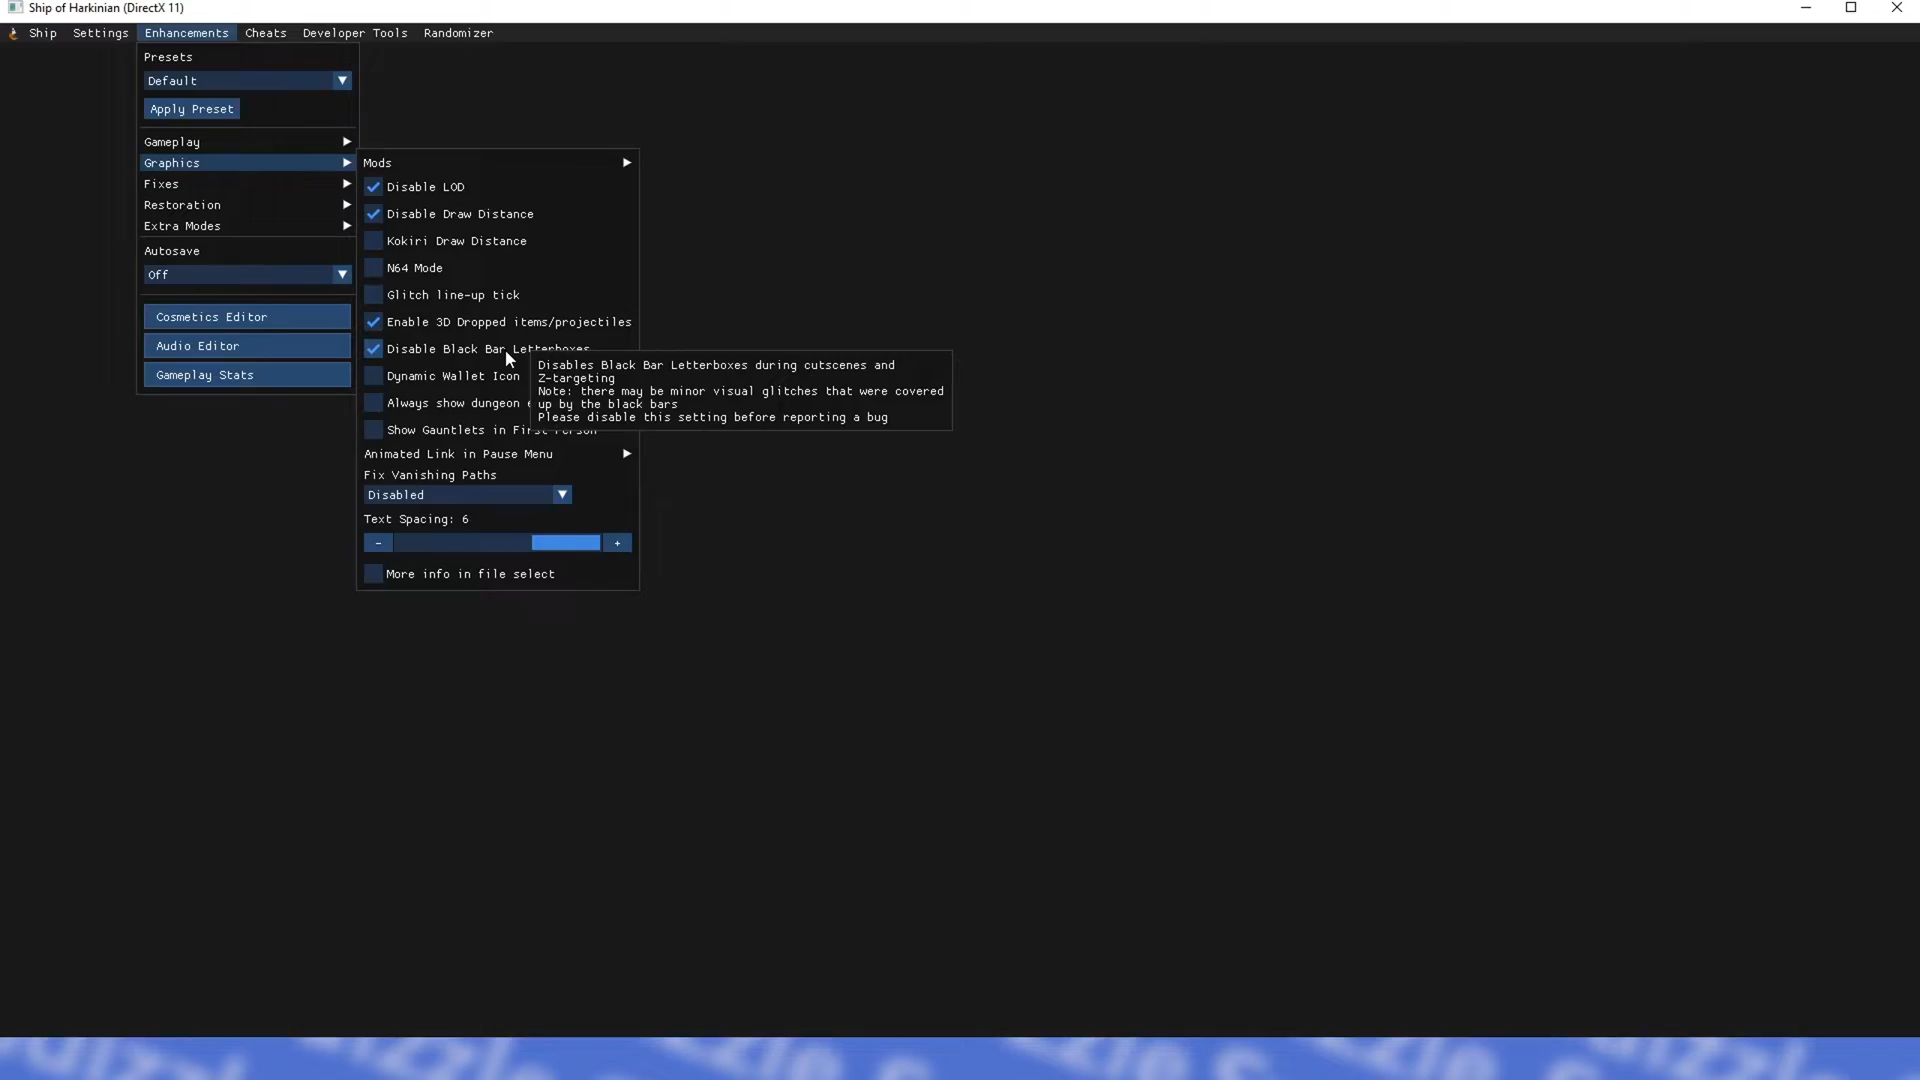 Ship of Harkinian (DirectX 11)
Ship Settings Enhancements Cheats Developer Tools Randomizer
Presets
Default
Apply Preset
Gameplay
Graphics
Fixes
Restoration
Extra Modes
Autosave
Off
Cosmetics Editor
Audio Editor
Gameplay Stats
Mods
Disable LOD
Disable Draw Distance
Kokiri Draw Distance
N64 Mode
Glitch line-up tick
Enable 3D Dropped items/projectiles
Disable Black Bar Letterboxes
Dynamic Wallet Icon
Always show dungeon
Show Gauntlets in First Person
Animated Link in Pause Menu
Fix Vanishing Paths
Disabled
Text Spacing: 6
- +
More info in file select
Disables Black Bar Letterboxes during cutscenes and
Z-targeting
Note: there may be minor visual glitches that were covered
up by the black bars
Please disable this setting before reporting a bug